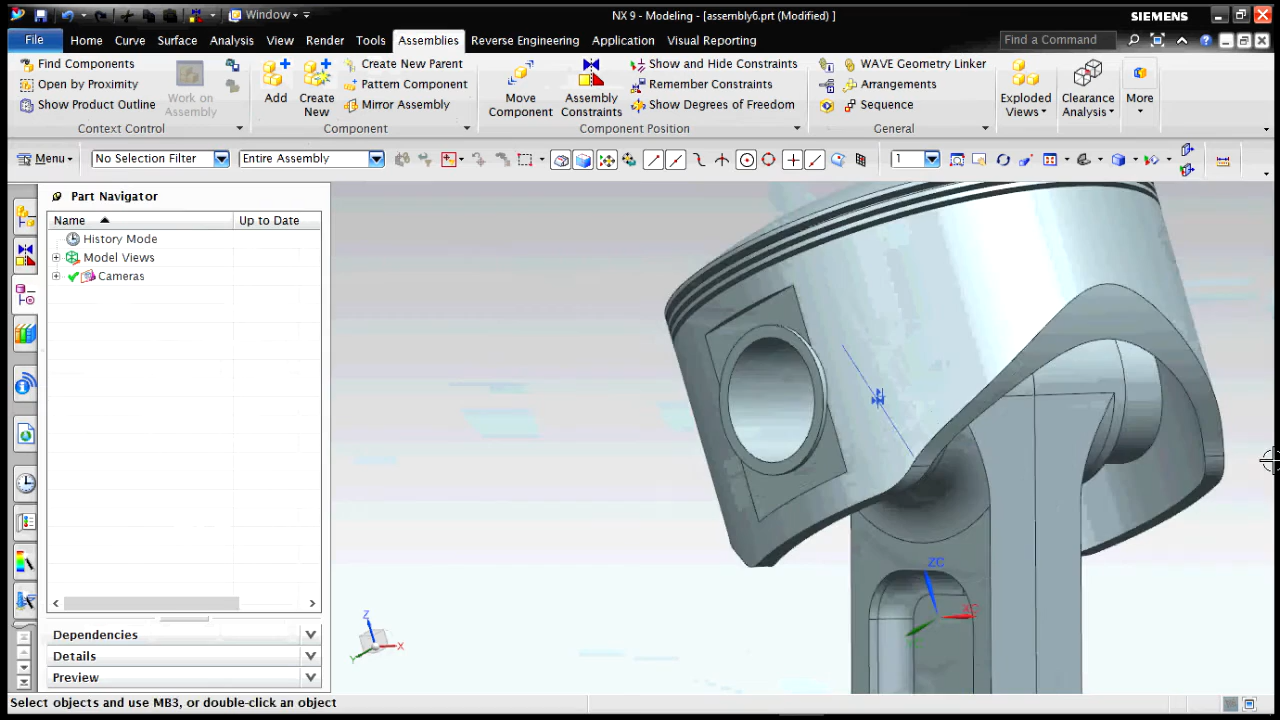 Window
NX 9 - Modeling - [assembly6.prt (Modified) ]
SIEMENS
File Home Curve Surface Analysis View Render Tools Assemblies Reverse Engineering Application Visual Reporting
Find a Command
Find Components
Open by Proximity
Show Product Outline
Work on
Assembly
Context Control
Add
Create
New
Create New Parent
Pattern Component
Mirror Assembly
Component
Move
Component
Assembly
Constraints
Show and Hide Constraints
Remember Constraints
Show Degrees of Freedom
Component Position
WAVE Geometry Linker
Arrangements
Sequence
General
Exploded
Views
Clearance
Analysis
More
Menu
No Selection Filter
Entire Assembly
1
Part Navigator
Name Up to Date
History Mode
Model Views
Cameras
Dependencies
Details
Preview
ZC
Z
X
Y
Select objects and use MB3, or double-click an object